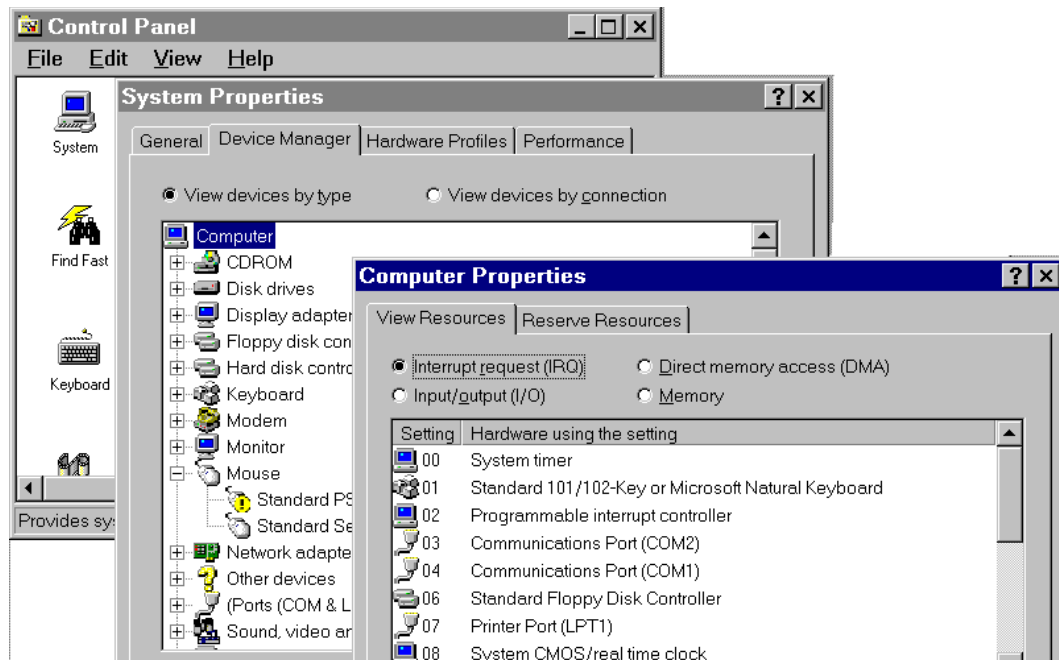 Control Panel
File Edit View Help
System
Find Fast
Keyboard
Provides sy
System Properties
General Device Manager Hardware Profiles Performance
View devices by type View devices by connection
Computer
CDROM
Disk drives
Display adapter
Floppy disk con
Hard disk contro
Keyboard
Modem
Monitor
Mouse
Standard PS
Standard Se
Network adapte
Other devices
(Ports (COM & L
Sound, video ar
Computer Properties
View Resources Reserve Resources
Interrupt request (IRQ) Direct memory access (DMA)
Input/output (I/O) Memory
Setting Hardware using the setting
00 System timer
01 Standard 101/102-Key or Microsoft Natural Keyboard
02 Programmable interrupt controller
03 Communications Port (COM2)
04 Communications Port (COM1)
06 Standard Floppy Disk Controller
07 Printer Port (LPT1)
08 System CMOS/real time clock